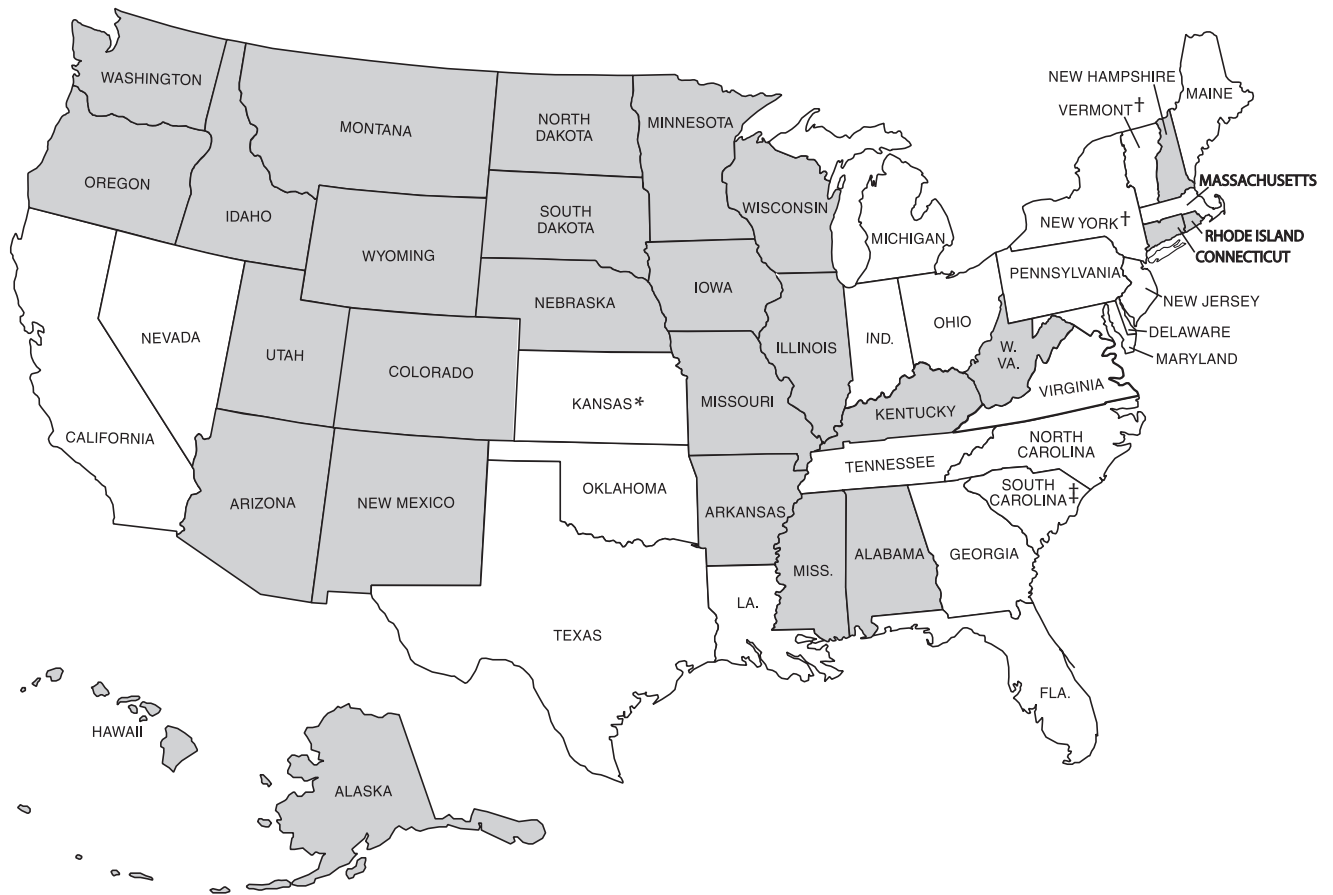 WASHINGTON
MONTANA
NORTH
DAKOTA
MINNESOTA
NEW HAMPSHIRE
VERMONT†
MAINE
OREGON
IDAHO
SOUTH
DAKOTA
WISCONSIN
MICHIGAN
NEW YORK†
MASSACHUSETTS
RHODE ISLAND
CONNECTICUT
WYOMING
PENNSYLVANIA
NEW JERSEY
NEBRASKA
IOWA
NEVADA
UTAH
COLORADO
ILLINOIS
IND.
OHIO
W.
VA.
DELAWARE
MARYLAND
CALIFORNIA
KANSAS*
MISSOURI
KENTUCKY
VIRGINIA
NORTH
CAROLINA
TENNESSEE
SOUTH
CAROLINA‡
ARIZONA
NEW MEXICO
OKLAHOMA
ARKANSAS
MISS.
ALABAMA
GEORGIA
TEXAS
LA.
FLA.
HAWAII
ALASKA